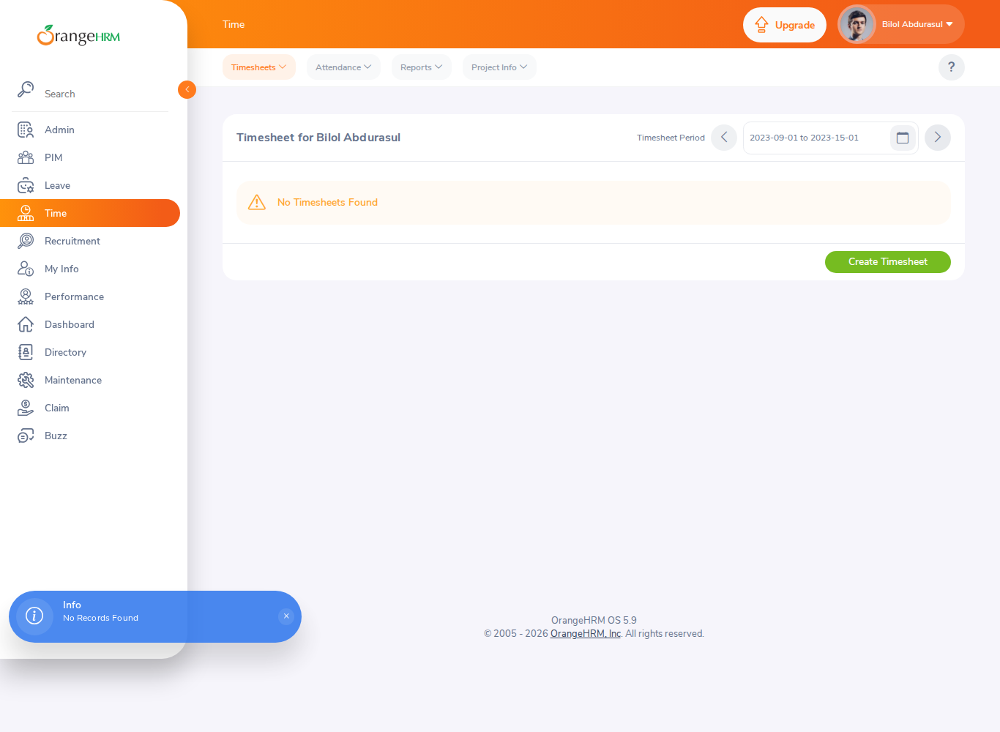 OrangeHRM
Time
Upgrade
Bilol Abdurasul
Timesheets
Attendance
Reports
Project Info
?
Search
Admin
PIM
Leave
Time
Recruitment
My Info
Performance
Dashboard
Directory
Maintenance
Claim
Buzz
Timesheet for Bilol Abdurasul
Timesheet Period
2023-09-01 to 2023-15-01
No Timesheets Found
Create Timesheet
Info
No Records Found
OrangeHRM OS 5.9
© 2005 - 2026 OrangeHRM, Inc. All rights reserved.